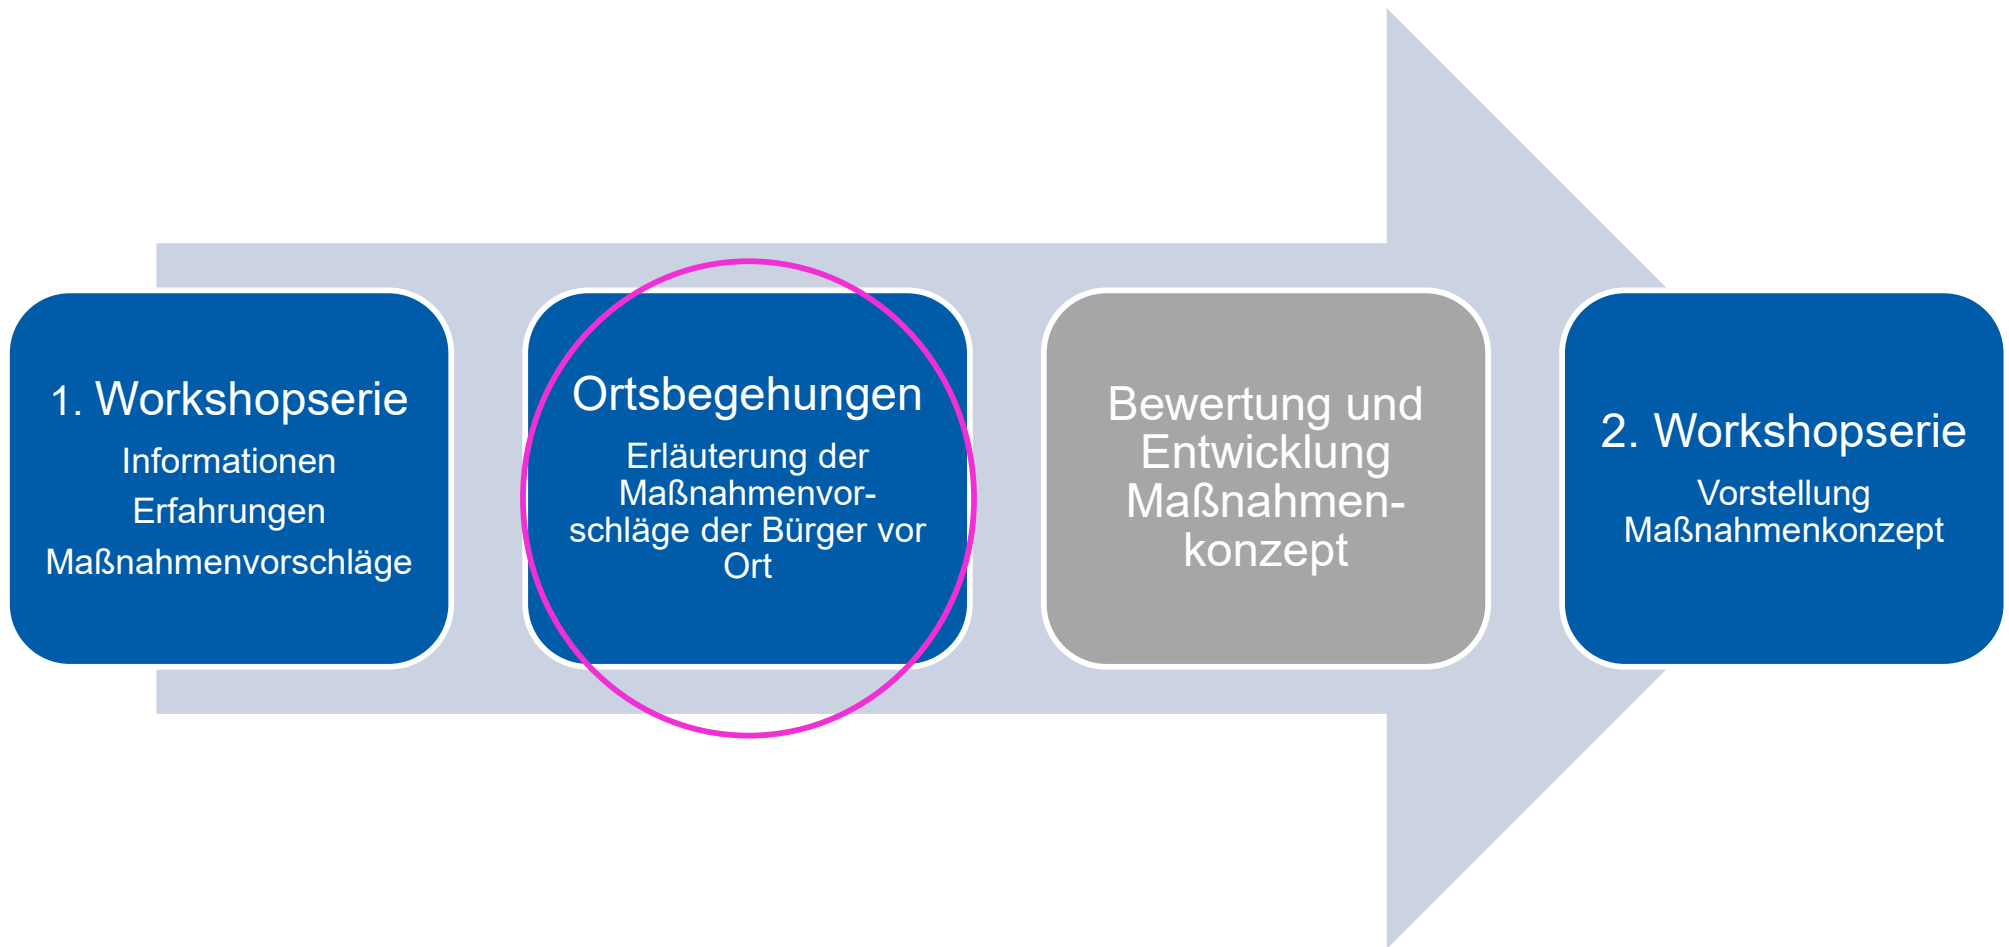 1. Workshopserie
Informationen
Erfahrungen
Maßnahmenvorschläge
Ortsbegehungen
Erläuterung der
Maßnahmenvor-
schläge der Bürger vor
Ort
Bewertung und
Entwicklung
Maßnahmen-
konzept
2. Workshopserie
Vorstellung
Maßnahmenkonzept